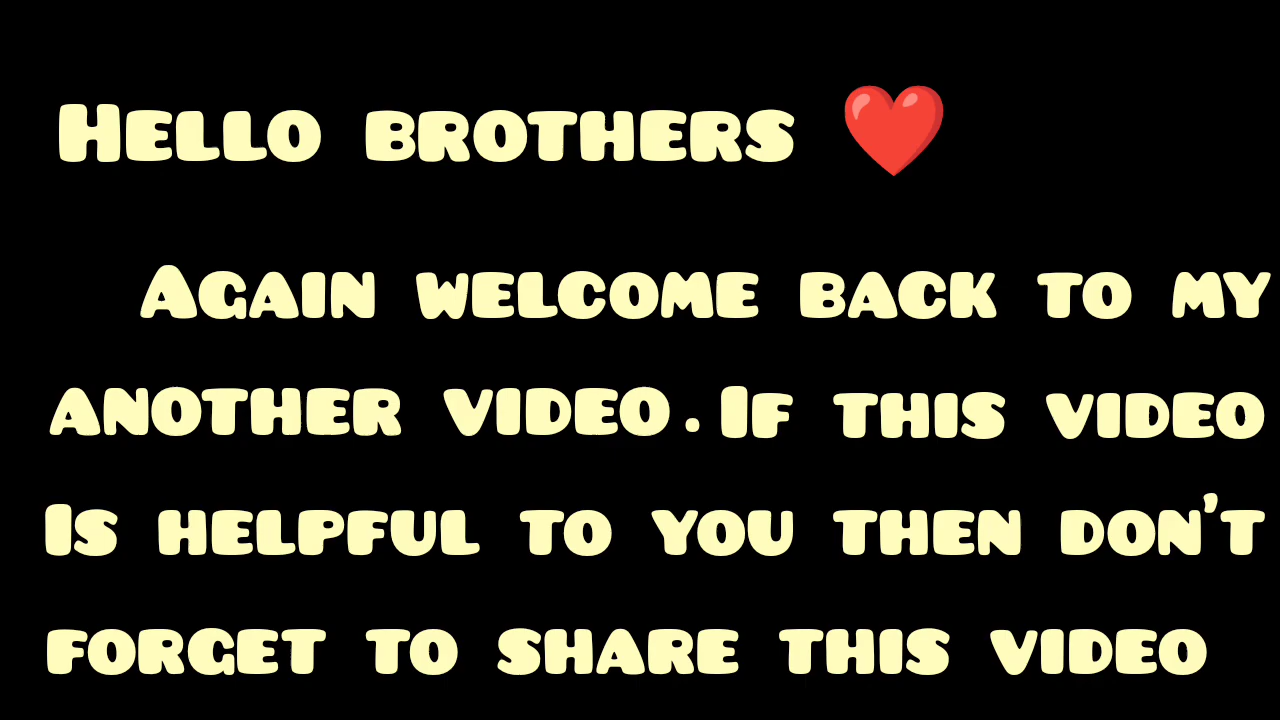 Hello brothers ❤️
Again welcome back to my
another video . If this video
Is helpful to you then don't
forget to share this video